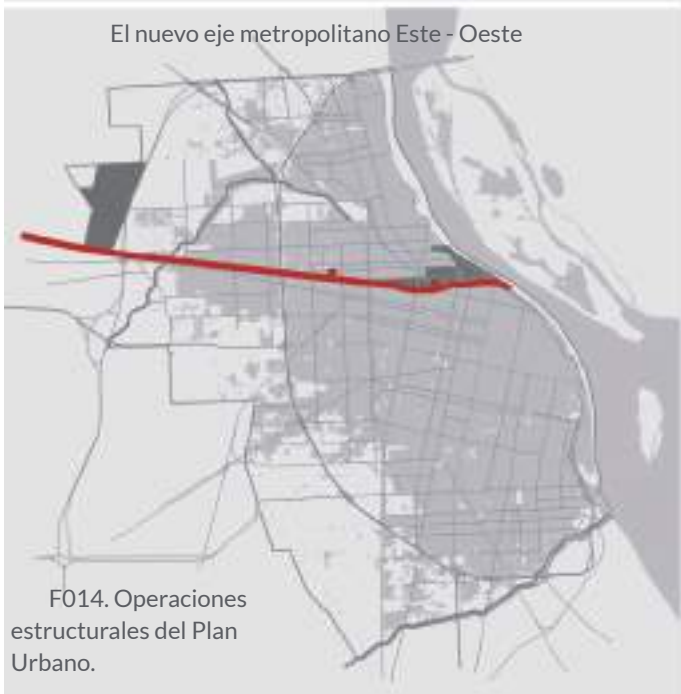 El nuevo eje metropolitano Este - Oeste
F014. Operaciones
estructurales del Plan
Urbano.